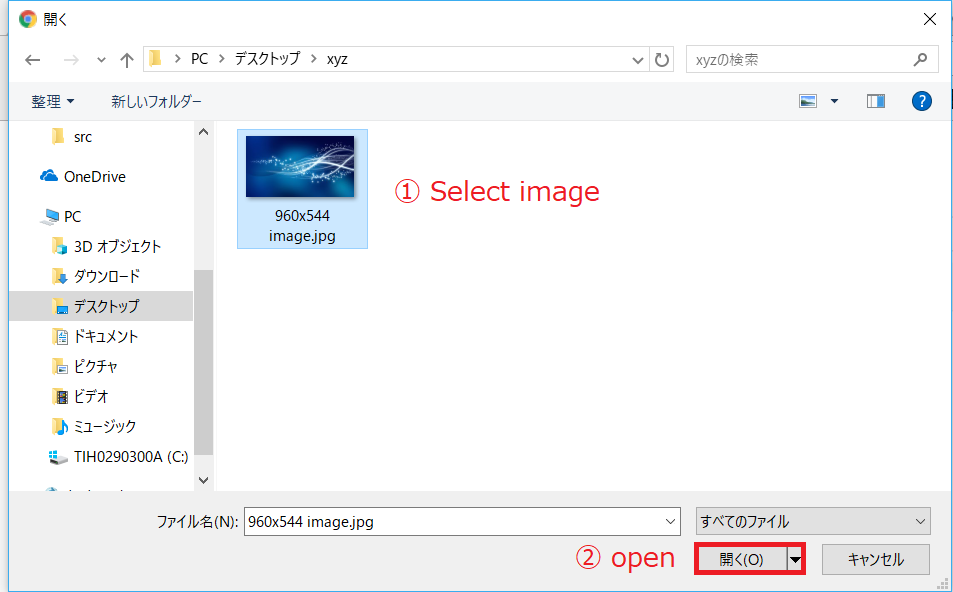 開く
PC > デスクトップ > xyz
xyzの検索
整理
新しいフォルダー
?
src
OneDrive
PC
3D オブジェクト
ダウンロード
デスクトップ
ドキュメント
ピクチャ
ビデオ
ミュージック
TIH0290300A (C:)
960x544
image.jpg
① Select image
ファイル名(N):
960x544 image.jpg
すべてのファイル
② open
開く(O)
キャンセル